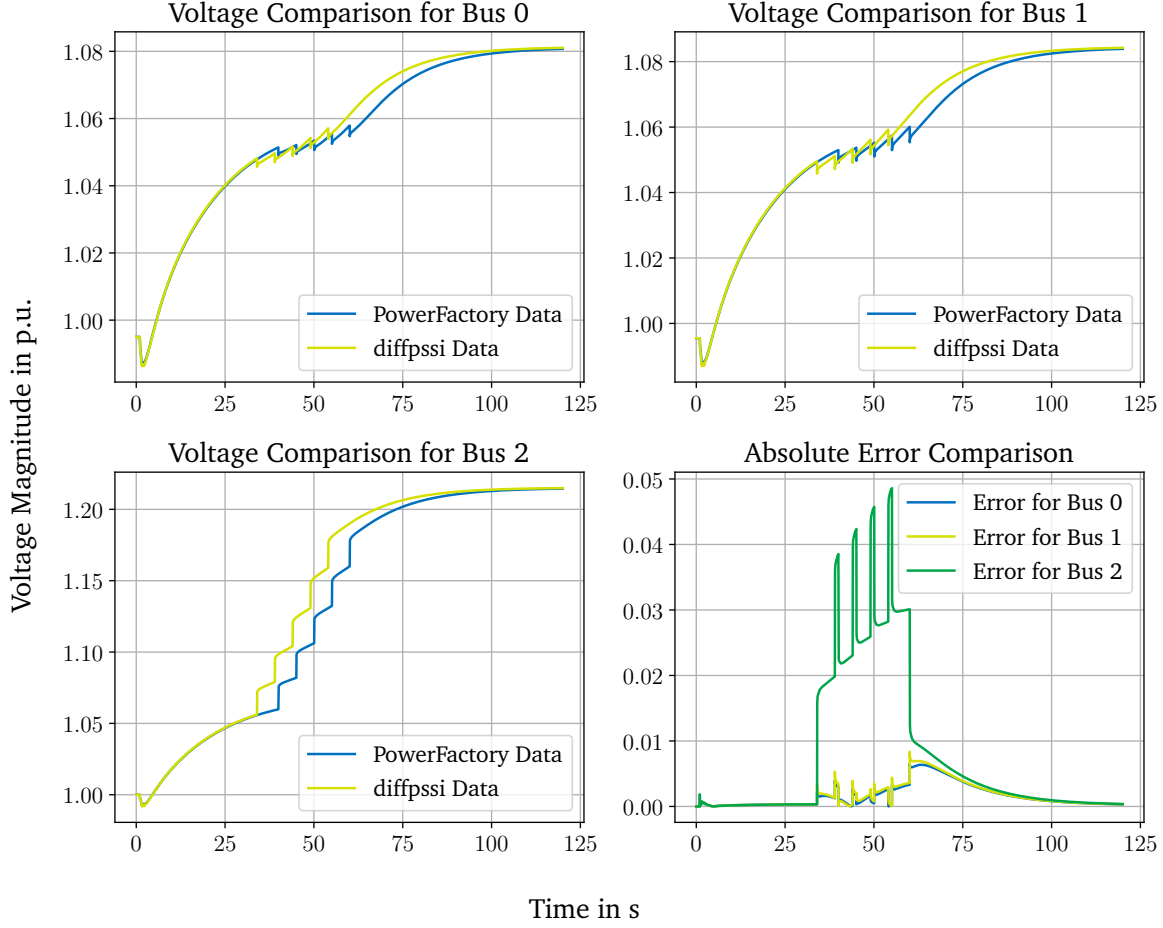 Voltage Comparison for Bus 0
1.08
1.06
1.04
1.02
1.00
0 25 50 75 100 125
PowerFactory Data
diffpssi Data
Voltage Comparison for Bus 1
1.08
1.06
1.04
1.02
1.00
0 25 50 75 100 125
PowerFactory Data
diffpssi Data
Voltage Magnitude in p.u.
Voltage Comparison for Bus 2
1.20
1.15
1.10
1.05
1.00
0 25 50 75 100 125
PowerFactory Data
diffpssi Data
Absolute Error Comparison
0.05
0.04
0.03
0.02
0.01
0.00
0 25 50 75 100 125
Error for Bus 0
Error for Bus 1
Error for Bus 2
Time in s